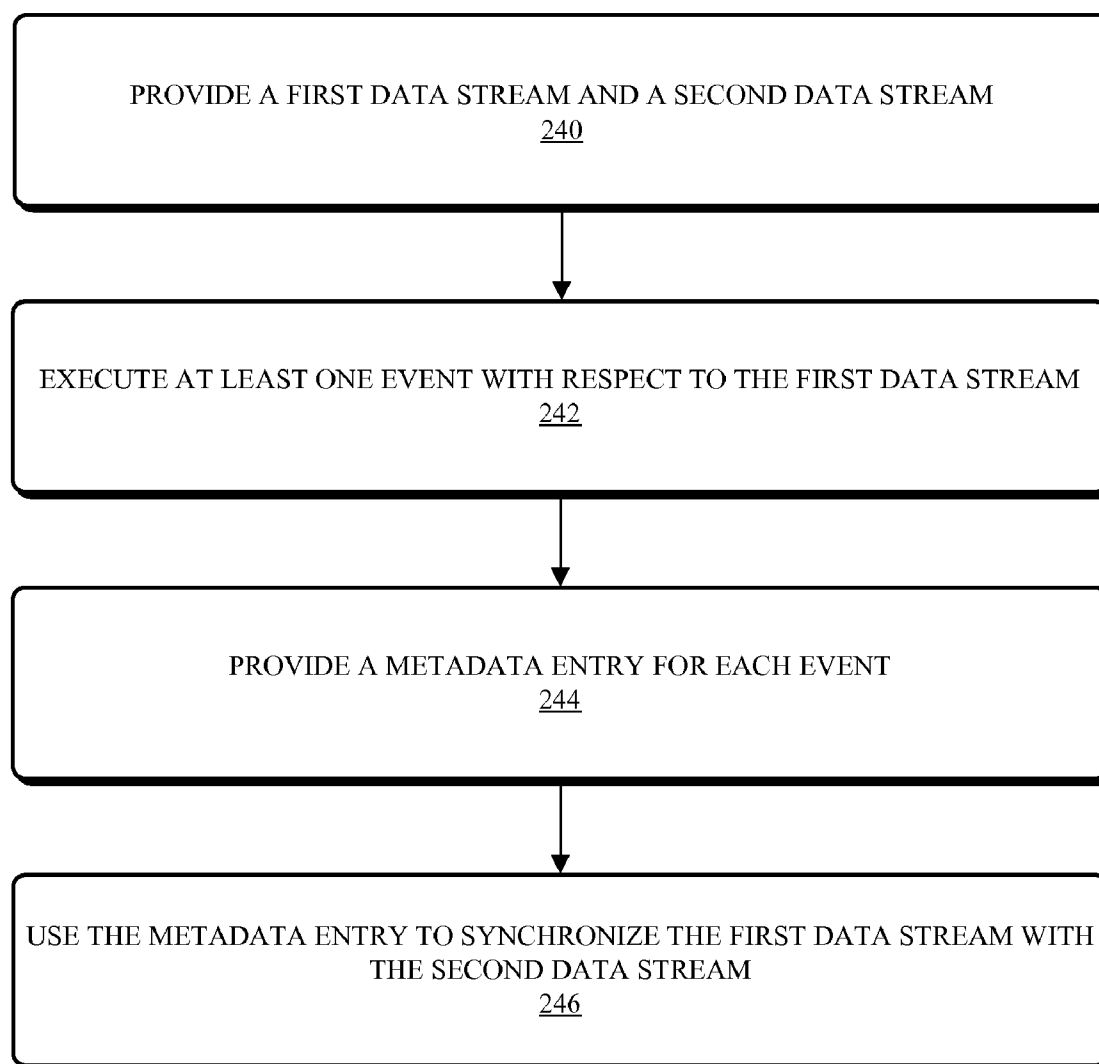 PROVIDE A FIRST DATA STREAM AND A SECOND DATA STREAM
240
EXECUTE AT LEAST ONE EVENT WITH RESPECT TO THE FIRST DATA STREAM
242
PROVIDE A METADATA ENTRY FOR EACH EVENT
244
USE THE METADATA ENTRY TO SYNCHRONIZE THE FIRST DATA STREAM WITH
THE SECOND DATA STREAM
246